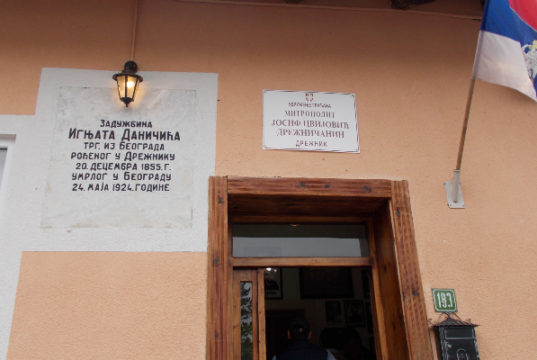 ЗАДУЖБИНА
ИГЊАТА ДАНИЧИЋА
ТРГ. ИЗ БЕОГРАДА
РОЂЕНОГ У ДРЕЖНИКУ
20. ДЕЦЕМБРА 1855. Г.
УМРЛОГ У БЕОГРАДУ
24. МАЈА 1924. ГОДИНЕ
МИТРОПОЛИТ
ЈОСИФ ЦВИЈОВИЋ
ДРЕЖНИЧАНИН
ДРЕЖНИК
193